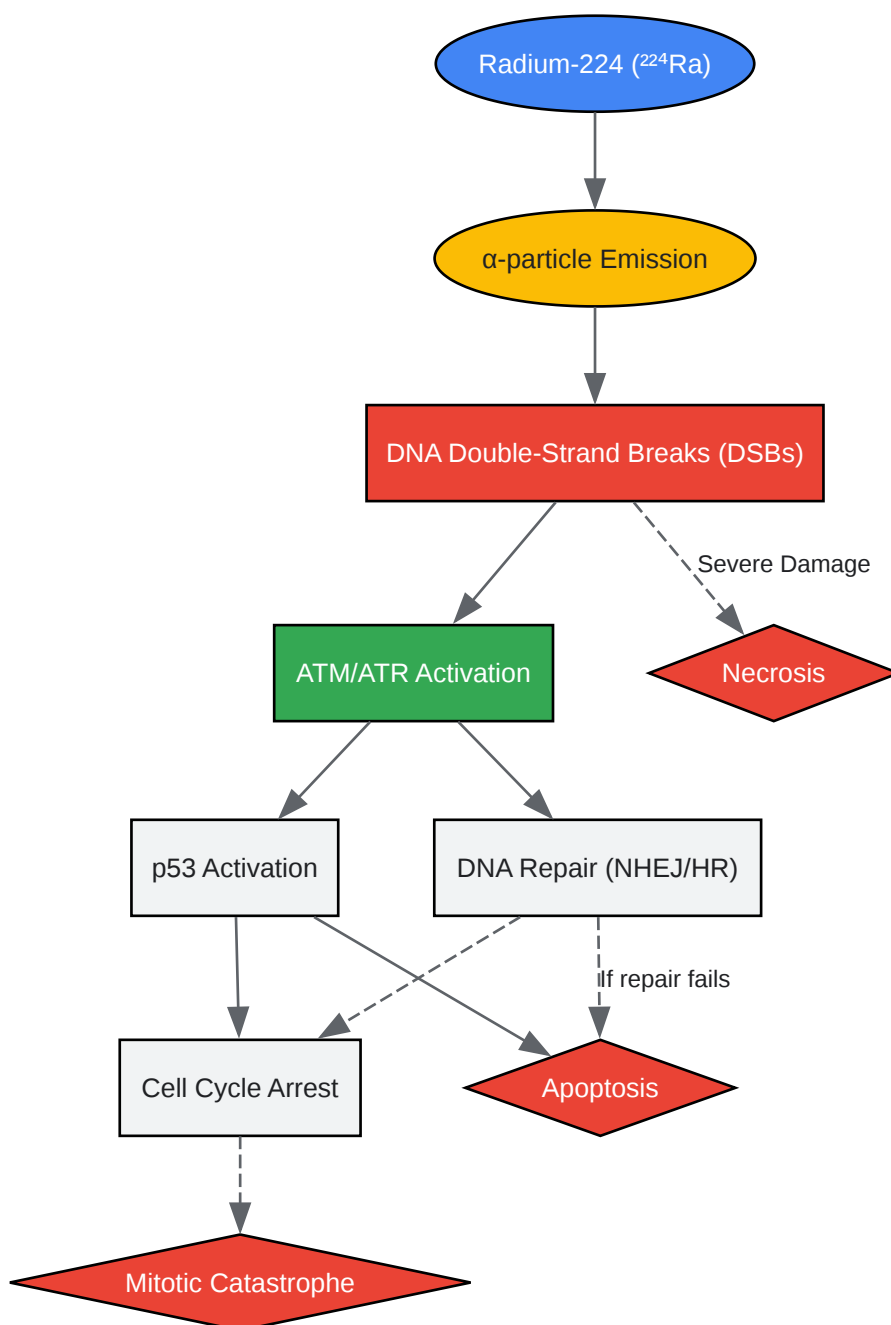 Radium-224 (²²⁴Ra)
α-particle Emission
DNA Double-Strand Breaks (DSBs)
Severe Damage
ATM/ATR Activation
Necrosis
p53 Activation
DNA Repair (NHEJ/HR)
If repair fails
Cell Cycle Arrest
Apoptosis
Mitotic Catastrophe